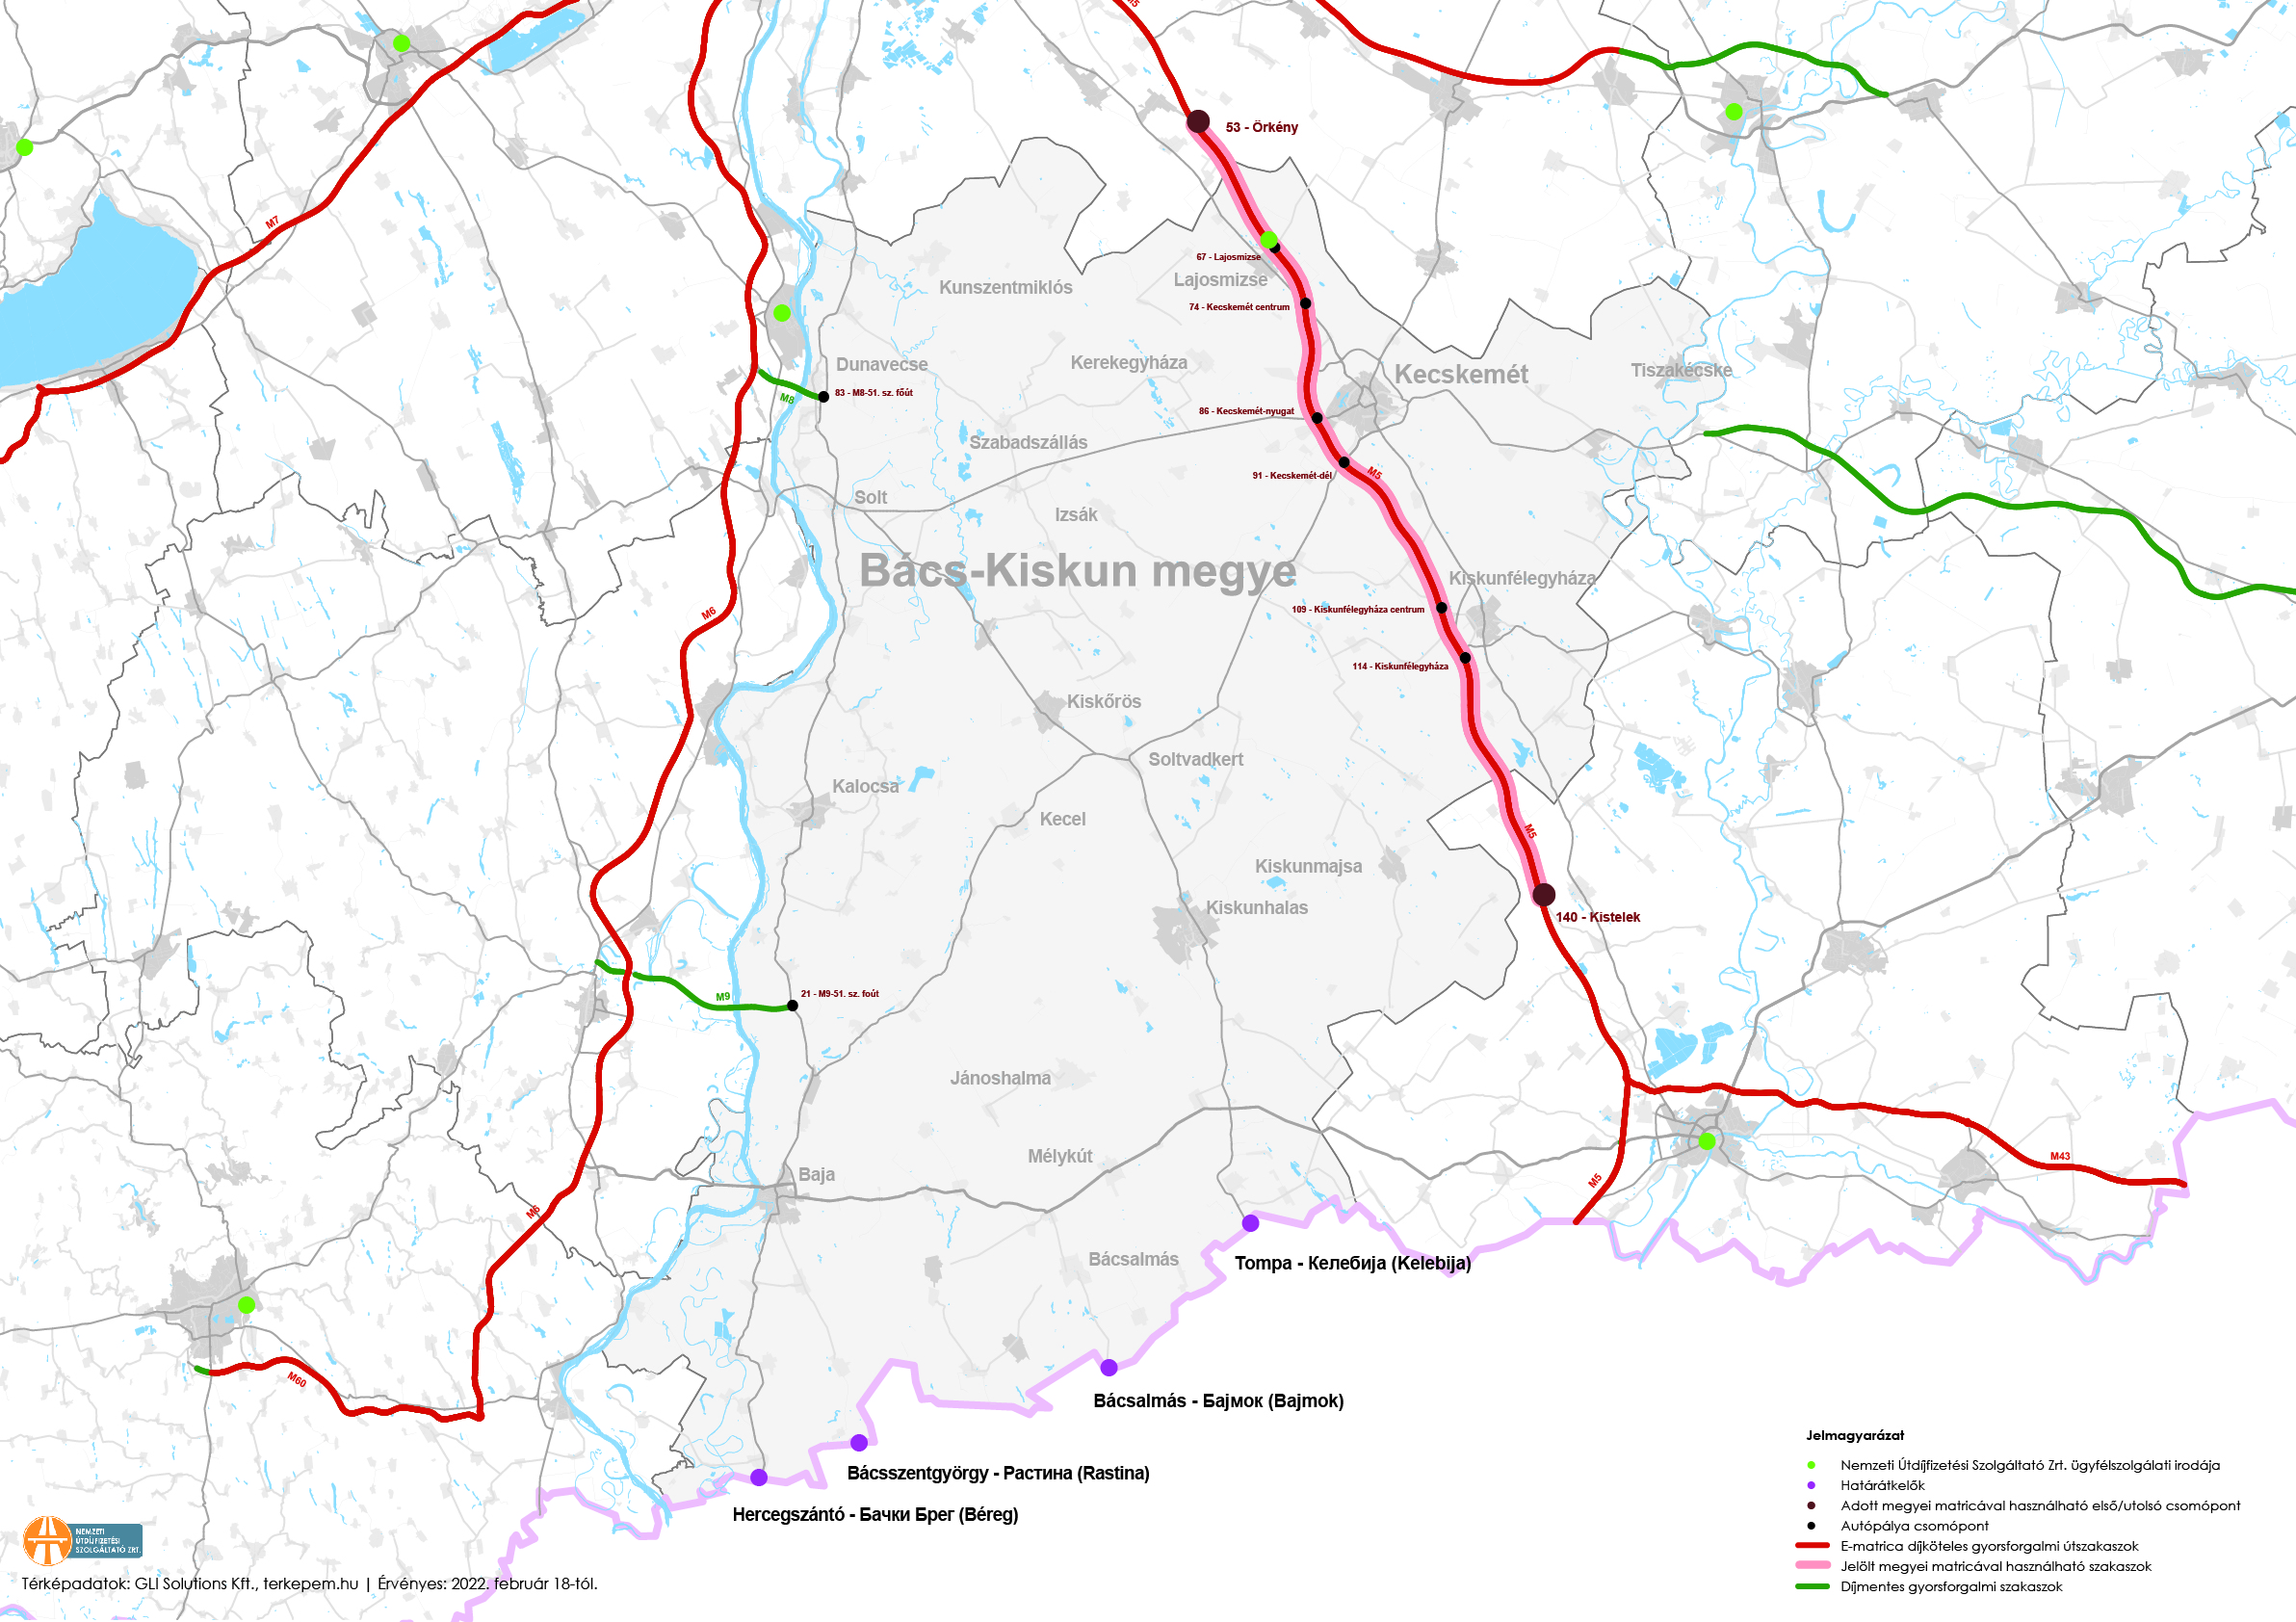 M5
53 - Örkény
M7
67 - Lajosmizse
Lajosmizse
Kunszentmiklós
74 - Kecskemét centrum
Dunavecse
Kerekegyháza
Kecskemét
Tiszakécske
83 - M8-51. sz. főút
M8
86 - Kecskemét-nyugat
Szabadszállás
91 - Kecskemét-dél
M5
Solt
Izsák
Bács-Kiskun megye
Kiskunfélegyháza
109 - Kiskunfélegyháza centrum
M6
114 - Kiskunfélegyháza
Kiskőrös
Soltvadkert
Kalocsa
Kecel
M5
Kiskunmajsa
Kiskunhalas
140 - Kistelek
21 - M9-51. sz. foút
M9
Jánoshalma
Mélykút
M43
Baja
M5
M6
Bácsalmás
Tompa - Келебија (Kelebija)
M60
Bácsalmás - Бајмок (Bajmok)
Bácsszentgyörgy - Растина (Rastina)
Hercegszántó - Бачки Брег (Béreg)
Jelmagyarázat
Nemzeti Útdíjfizetési Szolgáltató Zrt. ügyfélszolgálati irodája
Határátkelők
Adott megyei matricával használható első/utolsó csomópont
Autópálya csomópont
E-matrica díjköteles gyorsforgalmi útszakaszok
Jelölt megyei matricával használható szakaszok
Díjmentes gyorsforgalmi szakaszok
NEMZETI
ÚTDÍJFIZETÉSI
SZOLGÁLTATÓ ZRT.
Térképadatok: GLI Solutions Kft., terkepem.hu | Érvényes: 2022. február 18-tól.